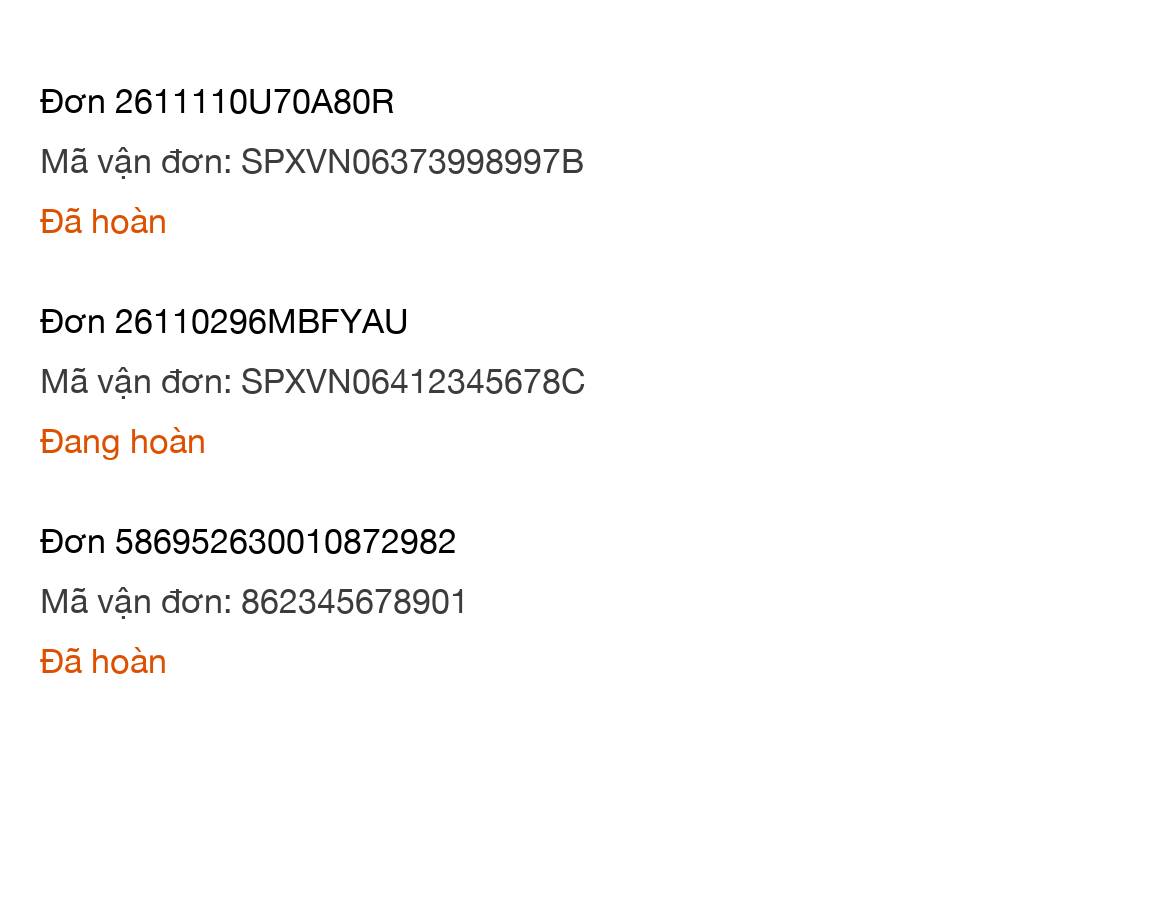 Đơn 2611110U70A80R
Mã vận đơn: SPXVN06373998997B
Đã hoàn
Đơn 26110296MBFYAU
Mã vận đơn: SPXVN06412345678C
Đang hoàn
Đơn 586952630010872982
Mã vận đơn: 862345678901
Đã hoàn